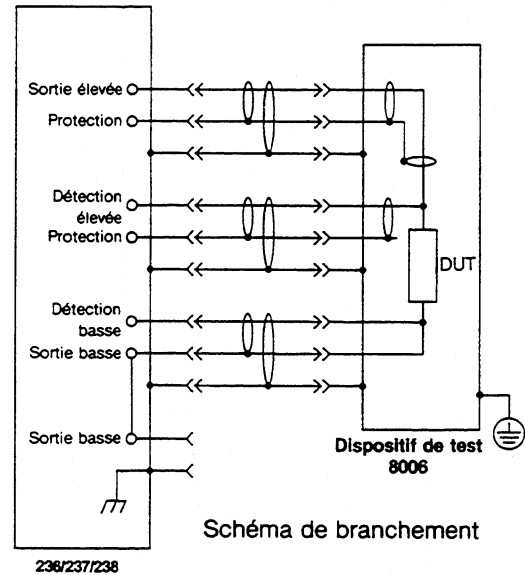 Sortie élevée
Protection
Détection
élevée
Protection
Détection
basse
Sortie basse
Sortie basse
236/237/238
DUT
Dispositif de test
8006
Schéma de branchement